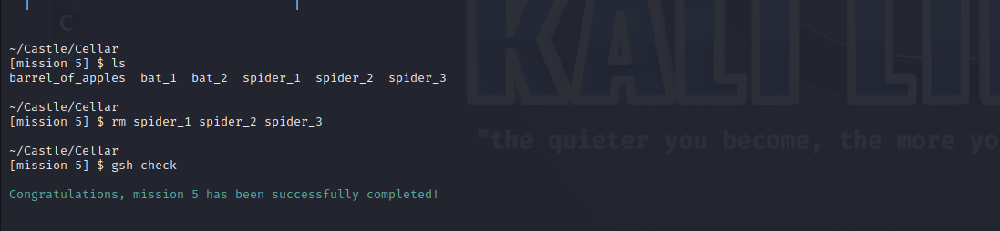 ~/Castle/Cellar
[mission 5] $ ls
barrel_of_apples  bat_1  bat_2  spider_1  spider_2  spider_3
~/Castle/Cellar
[mission 5] $ rm spider_1 spider_2 spider_3
~/Castle/Cellar
[mission 5] $ gsh check
Congratulations, mission 5 has been successfully completed!
KALI LI
"the quieter you become, the more yo